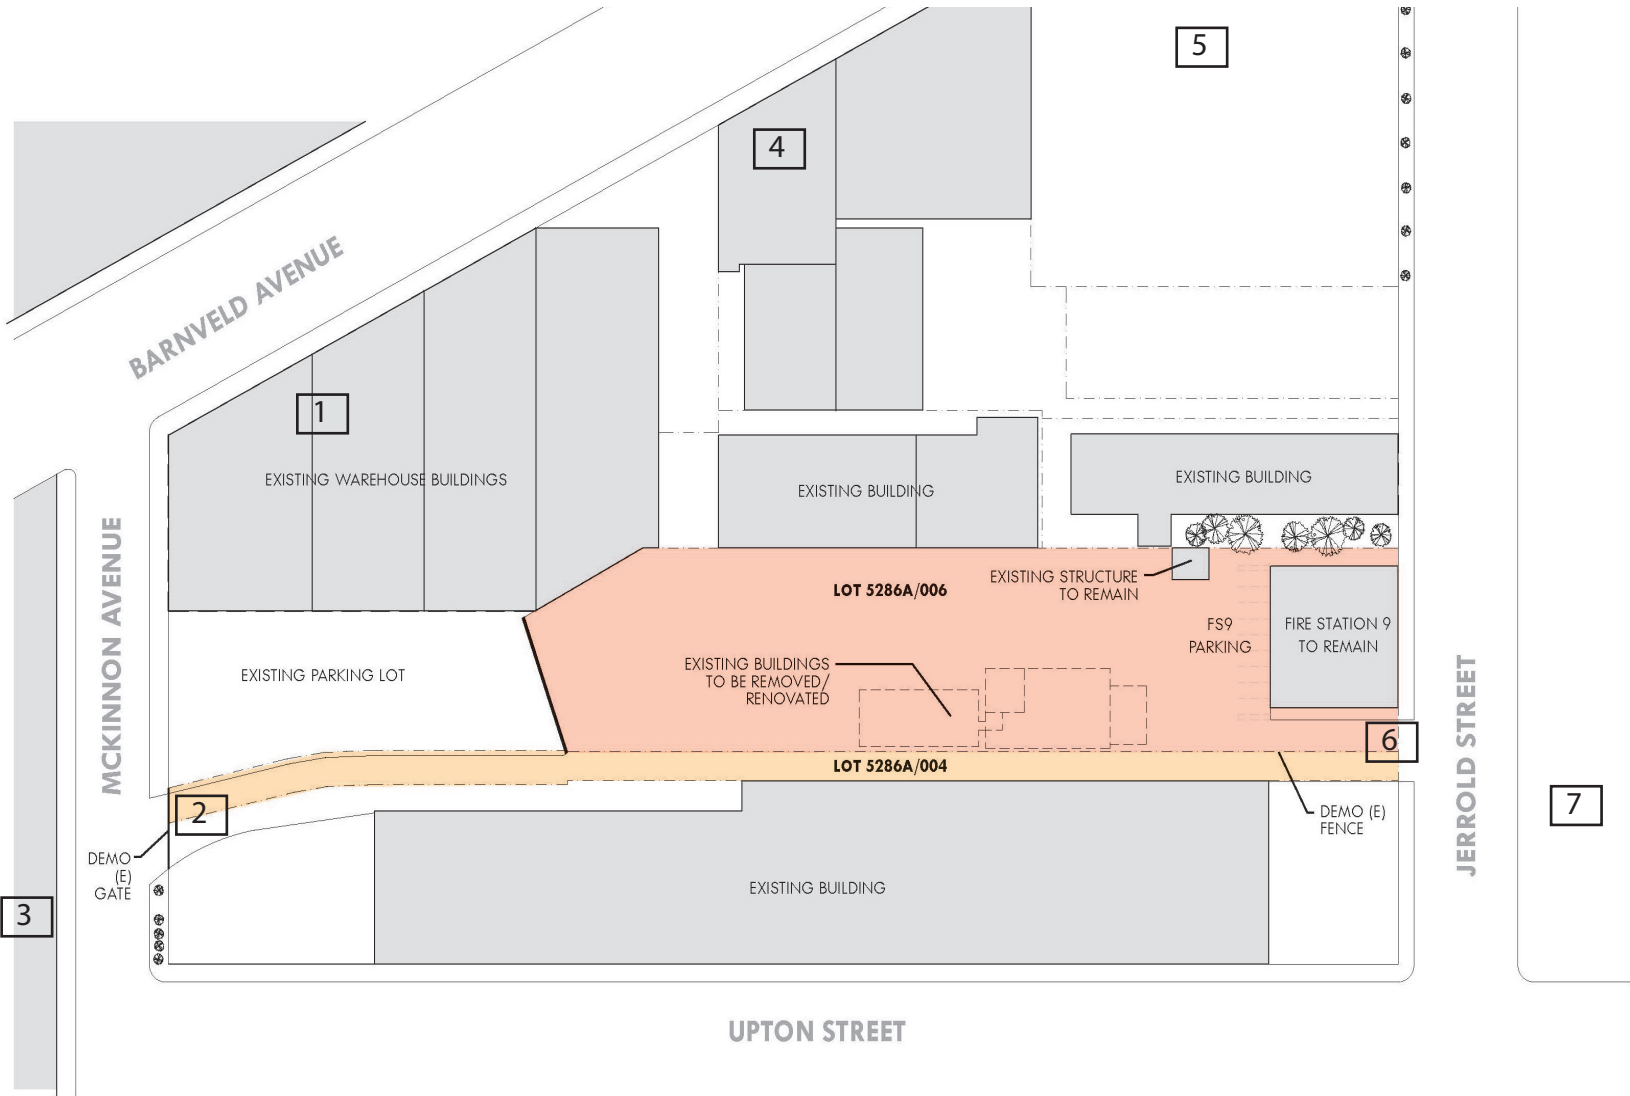 5
4
BARNVELD AVENUE
1
EXISTING WAREHOUSE BUILDINGS
EXISTING BUILDING
EXISTING BUILDING
MCKINNON AVENUE
LOT 5286A/006
EXISTING STRUCTURE
TO REMAIN
FS9
PARKING
FIRE STATION 9
TO REMAIN
EXISTING PARKING LOT
EXISTING BUILDINGS
TO BE REMOVED/
RENOVATED
JERROLD STREET
6
LOT 5286A/004
2
DEMO (E)
FENCE
7
DEMO
(E)
GATE
EXISTING BUILDING
3
UPTON STREET